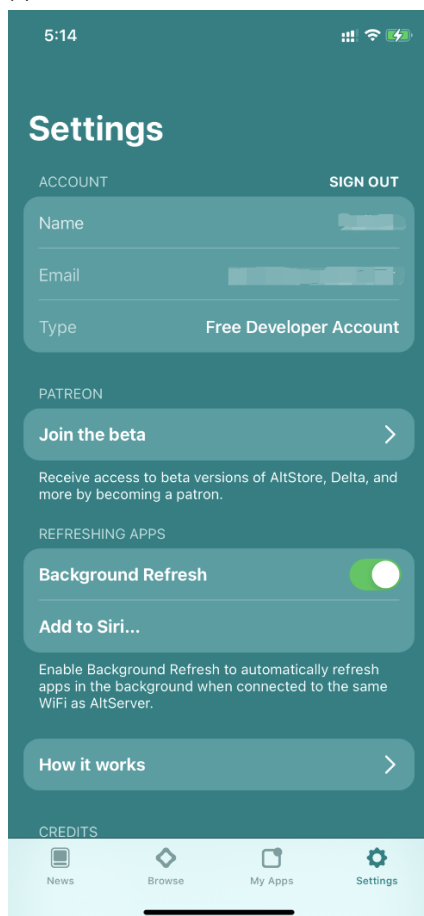 5:14
Settings
ACCOUNT SIGN OUT
Name
Email
Type Free Developer Account
PATREON
Join the beta
Receive access to beta versions of AltStore, Delta, and
more by becoming a patron.
REFRESHING APPS
Background Refresh
Add to Siri...
Enable Background Refresh to automatically refresh
apps in the background when connected to the same
WiFi as AltServer.
How it works
CREDITS
News Browse My Apps Settings